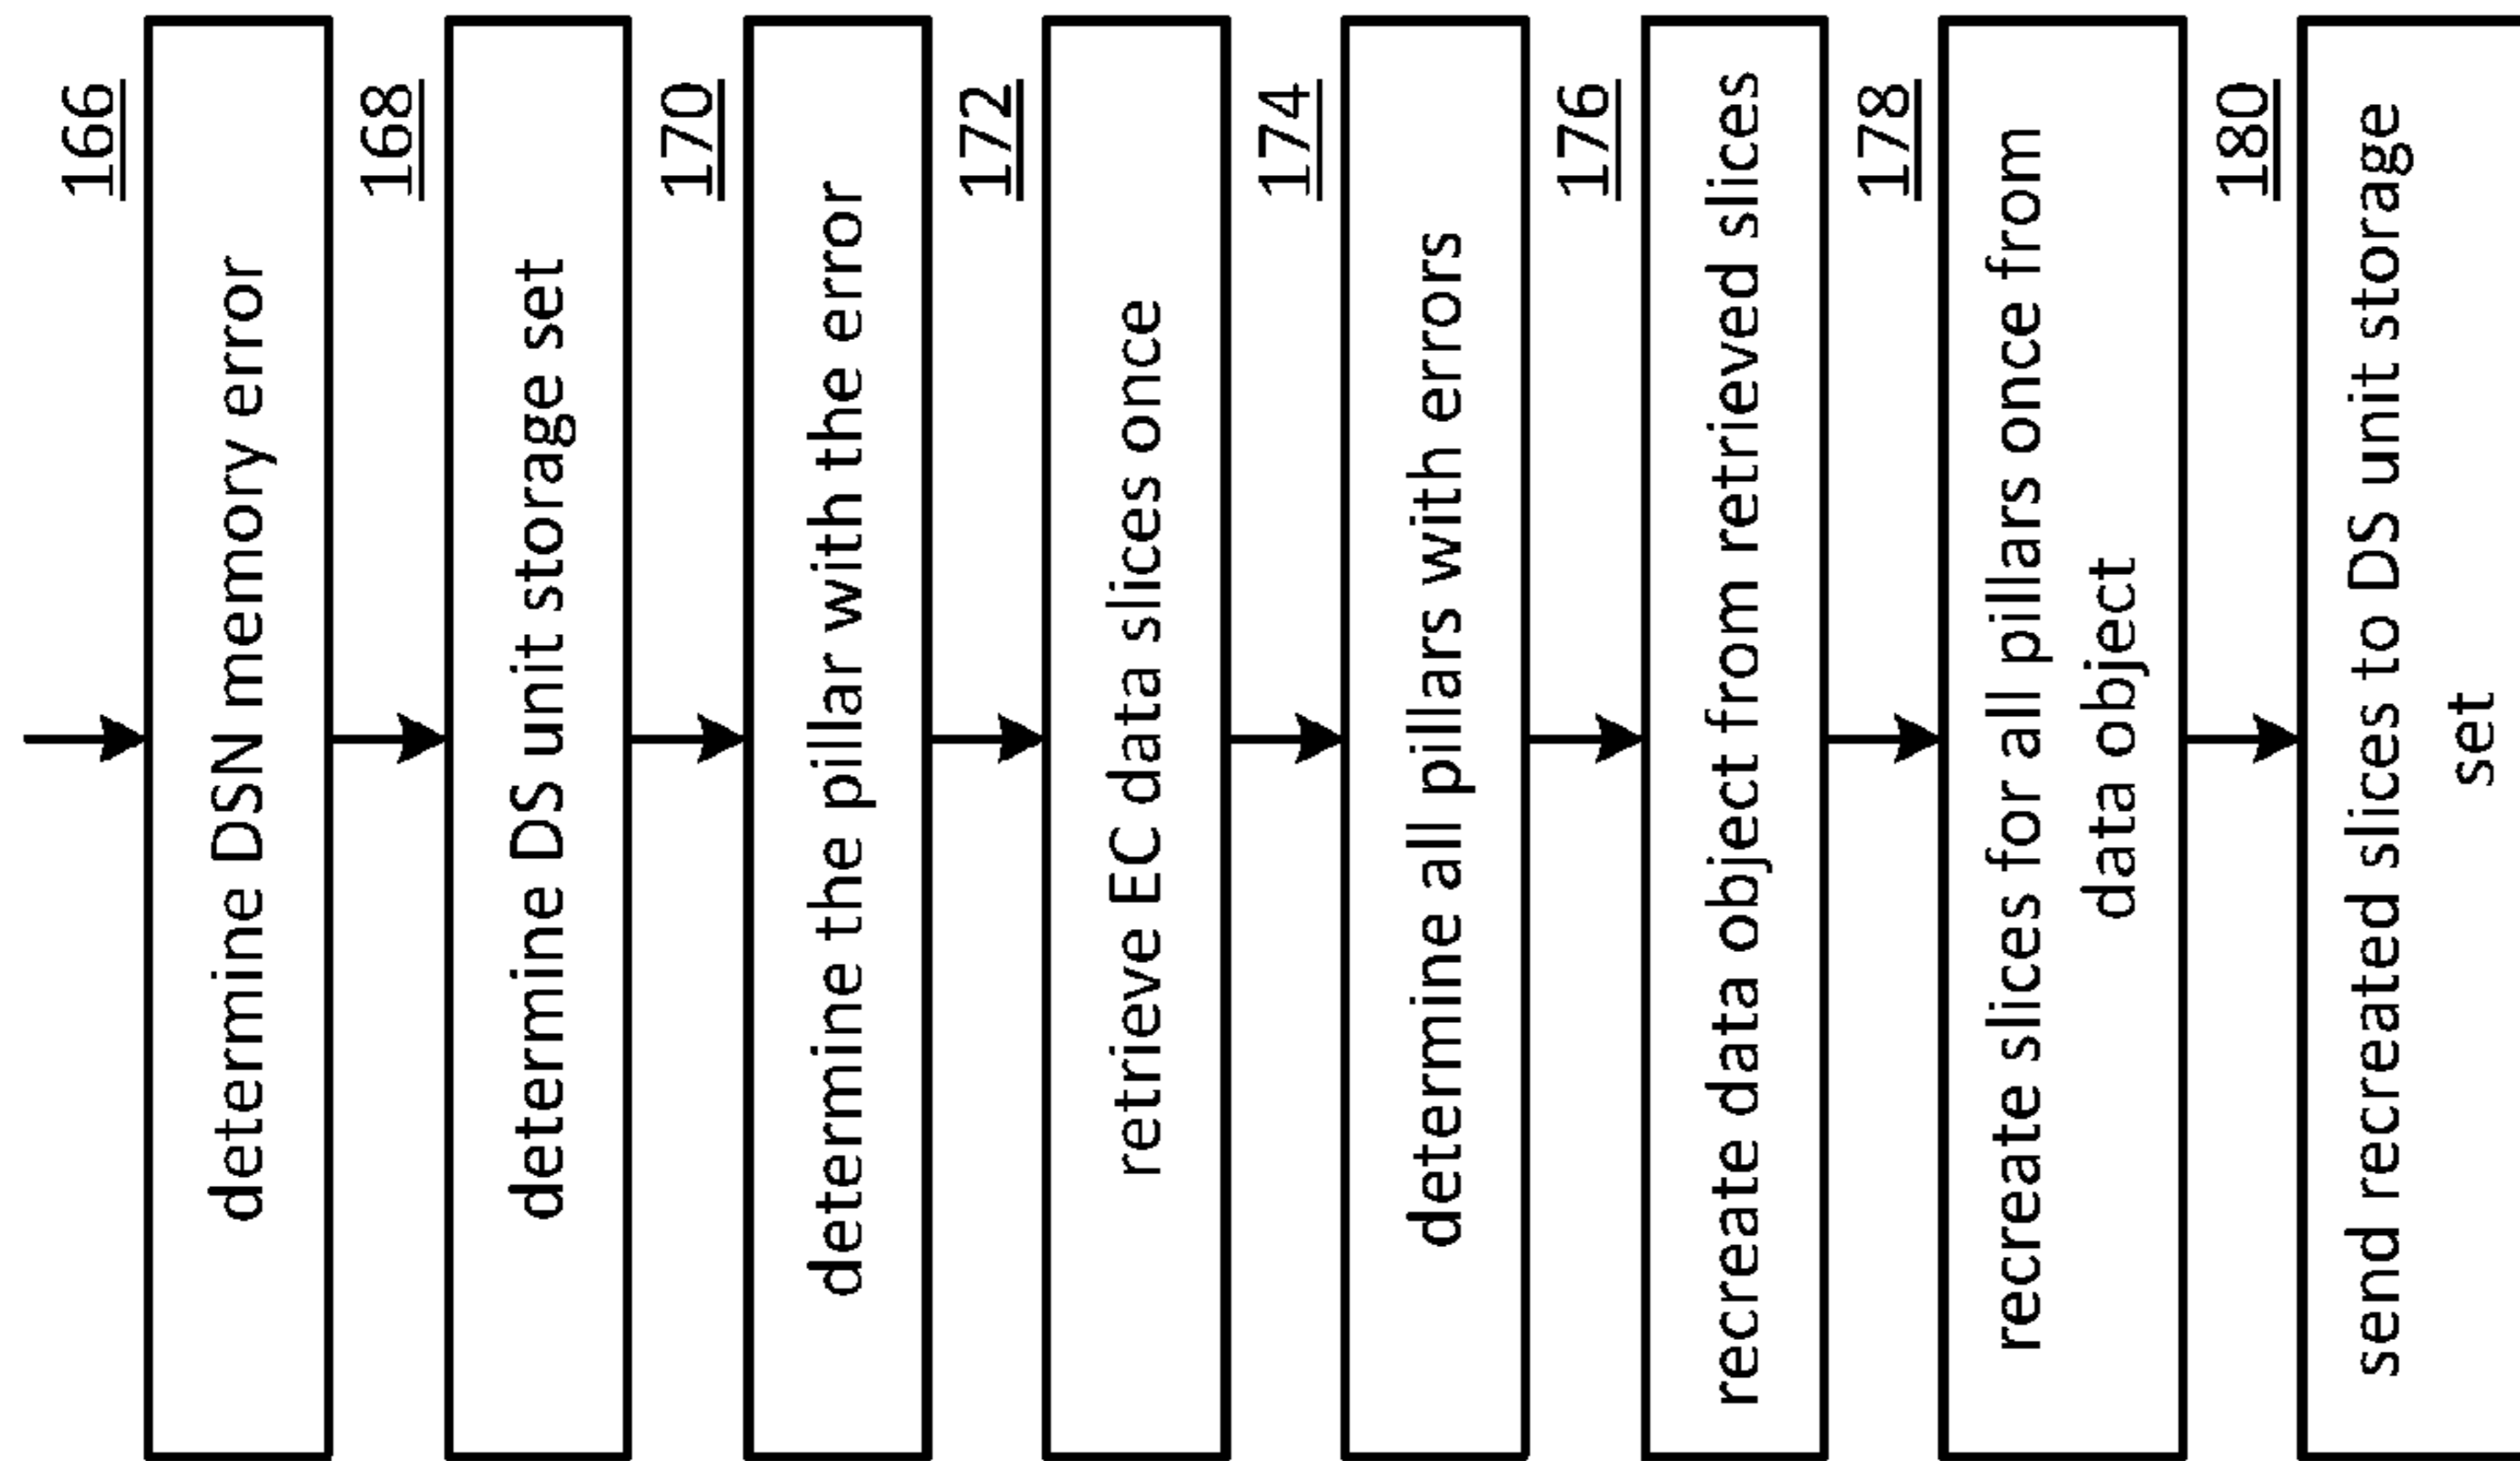 166
determine DSN memory error
168
determine DS unit storage set
170
determine the pillar with the error
172
retrieve EC data slices once
174
determine all pillars with errors
176
recreate data object from retrieved slices
178
recreate slices for all pillars once from
data object
180
send recreated slices to DS unit storage
set